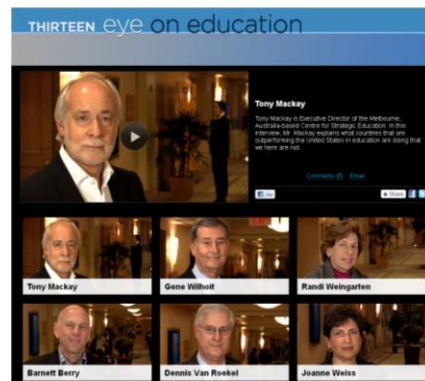 THIRTEEN eye on education
Tony Mackay
Tony Mackay is Executive Director of the Melbourne,
Australia-based Centre for Strategic Education. In this
interview, Mr. Mackay explains what countries that are
outperforming the United States in education are doing that
we here are not.
Comments (0) Email
Like
Share
Tony Mackay
Gene Wilhoit
Randi Weingarten
Barnett Berry
Dennis Van Roekel
Joanne Weiss